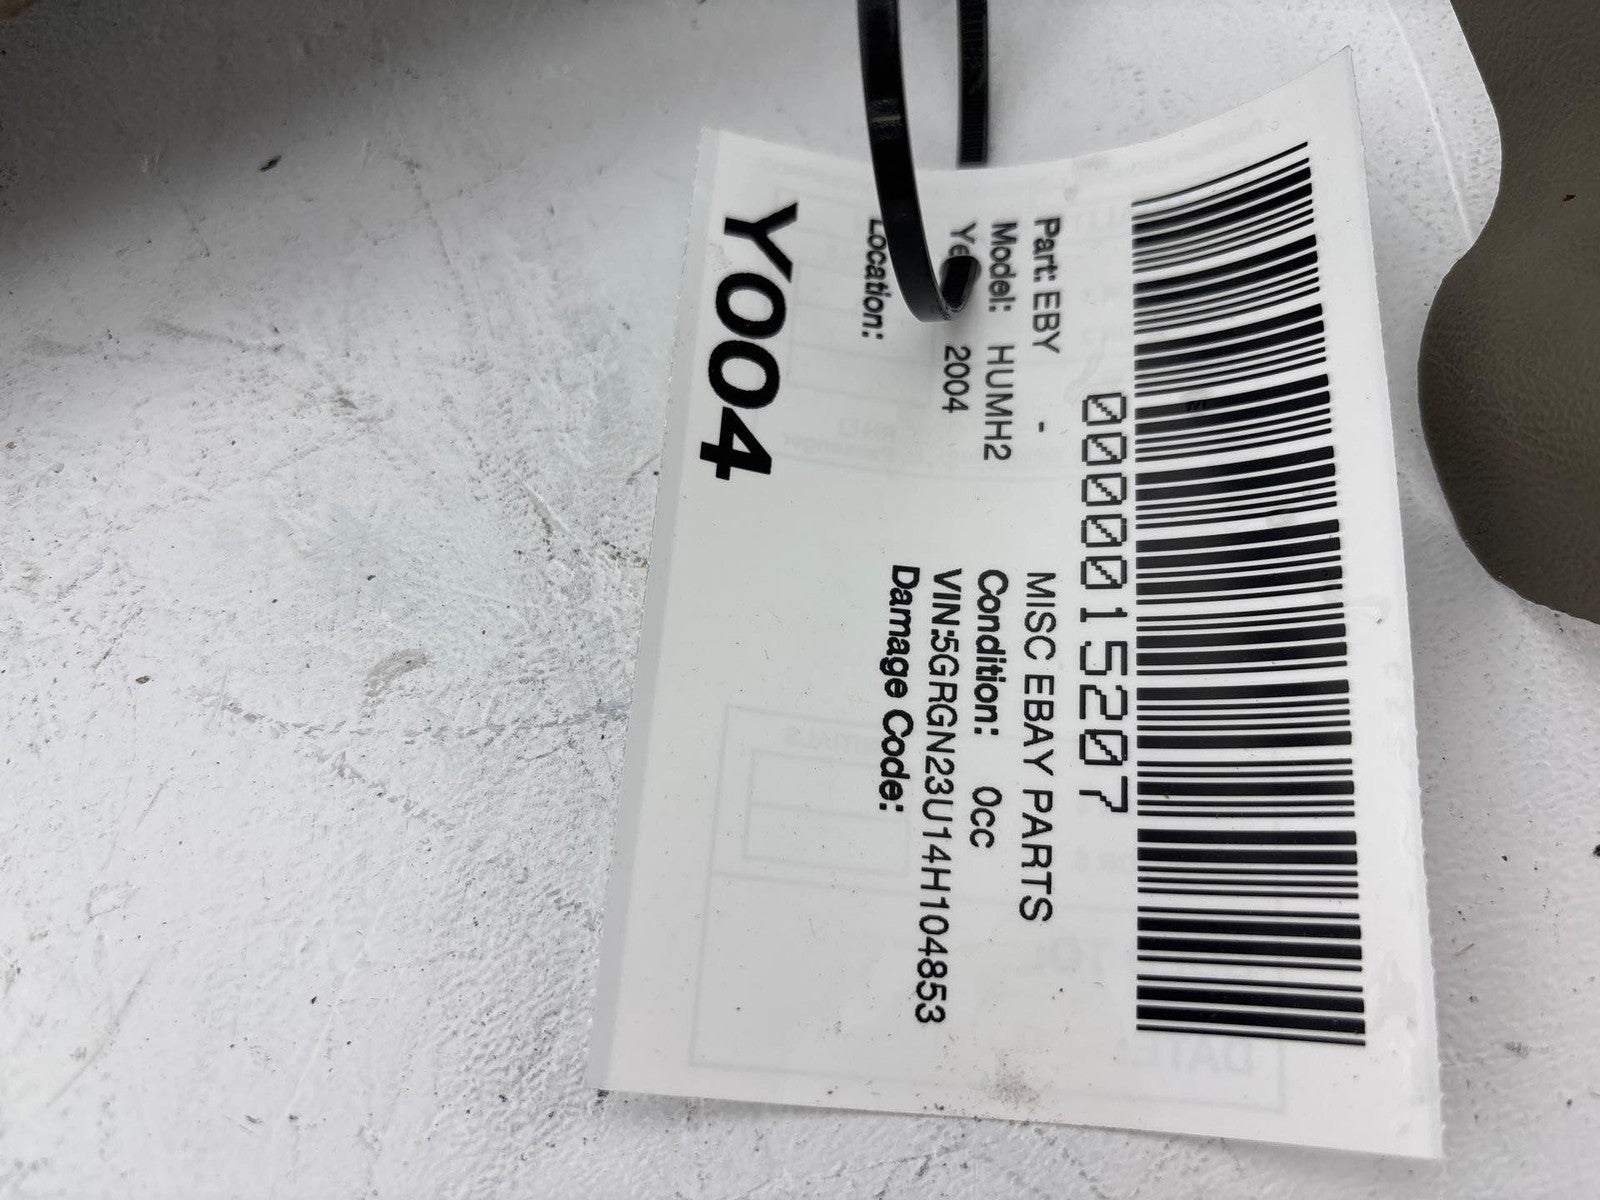 0000015207
Part: EBY - MISC EBAY PARTS
Model: HUMH2 Condition: 0cc
2004 VIN:5GRGN23U14H104853
Location: Damage Code:
Y004